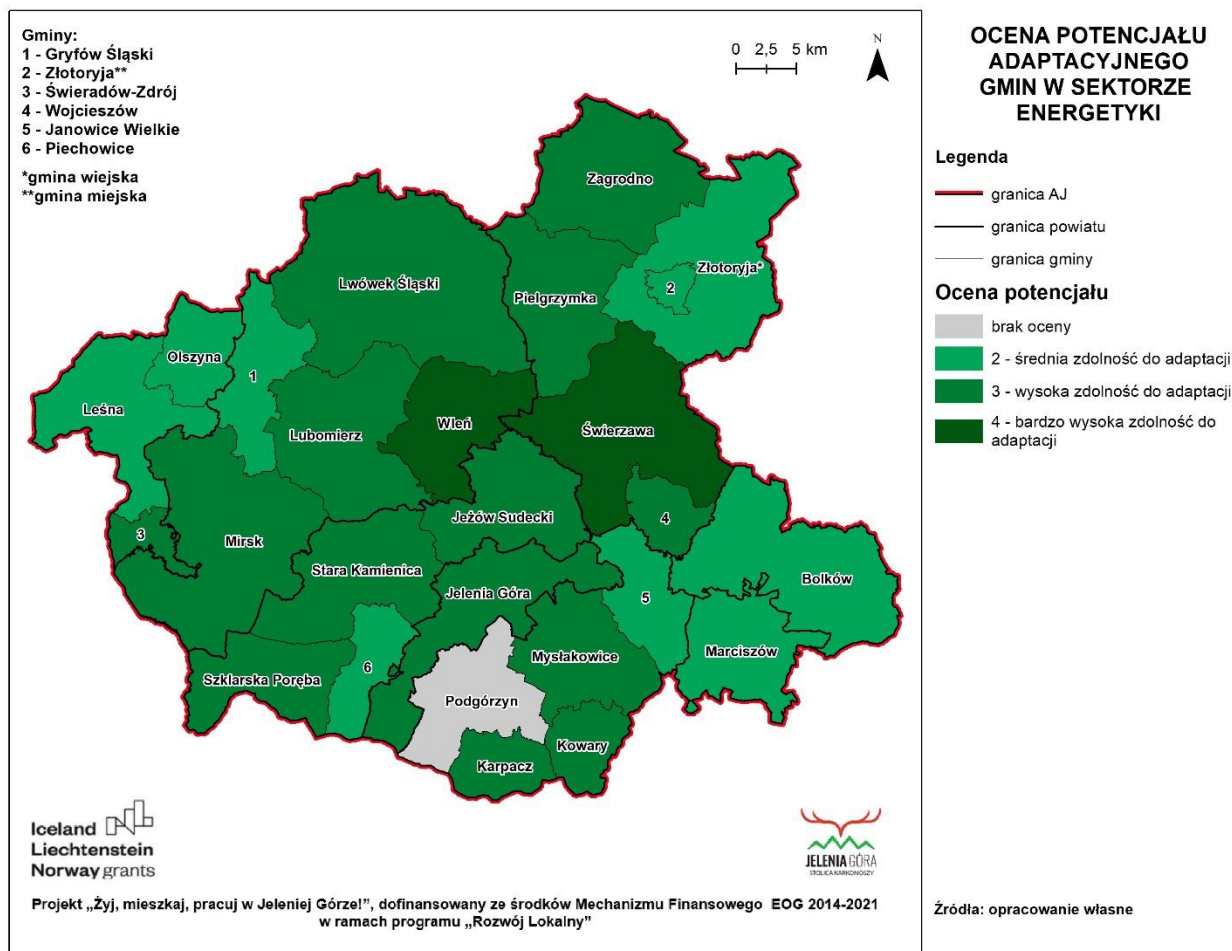 Gminy:
1 - Gryfów Śląski
2 - Złotoryja**
3 - Świeradów-Zdrój
4 - Wojcieszów
5 - Janowice Wielkie
6 - Piechowice
*gmina wiejska
**gmina miejska
0 2,5 5 km
N
Zagrodno
Złotoryja*
2
Lwówek Śląski
Pielgrzymka
Olszyna
1
Leśna
Lubomierz
Wleń
Świerzawa
3
Mirsk
Jeżów Sudecki
4
Stara Kamienica
Jelenia Góra
Bolków
5
6
Mysłakowice
Marciszów
Szklarska Poręba
Podgórzyn
Kowary
Karpacz
Iceland
Liechtenstein
Norway grants
JELENIA GÓRA
STOLICA KARKONOSZY
Projekt „Żyj, mieszkaj, pracuj w Jeleniej Górze!”, dofinansowany ze środków Mechanizmu Finansowego EOG 2014-2021
w ramach programu „Rozwój Lokalny”
OCENA POTENCJAŁU
ADAPTACYJNEGO
GMIN W SEKTORZE
ENERGETYKI
Legenda
granica AJ
granica powiatu
granica gminy
Ocena potencjału
brak oceny
2 - średnia zdolność do adaptacji
3 - wysoka zdolność do adaptacji
4 - bardzo wysoka zdolność do
adaptacji
Źródła: opracowanie własne